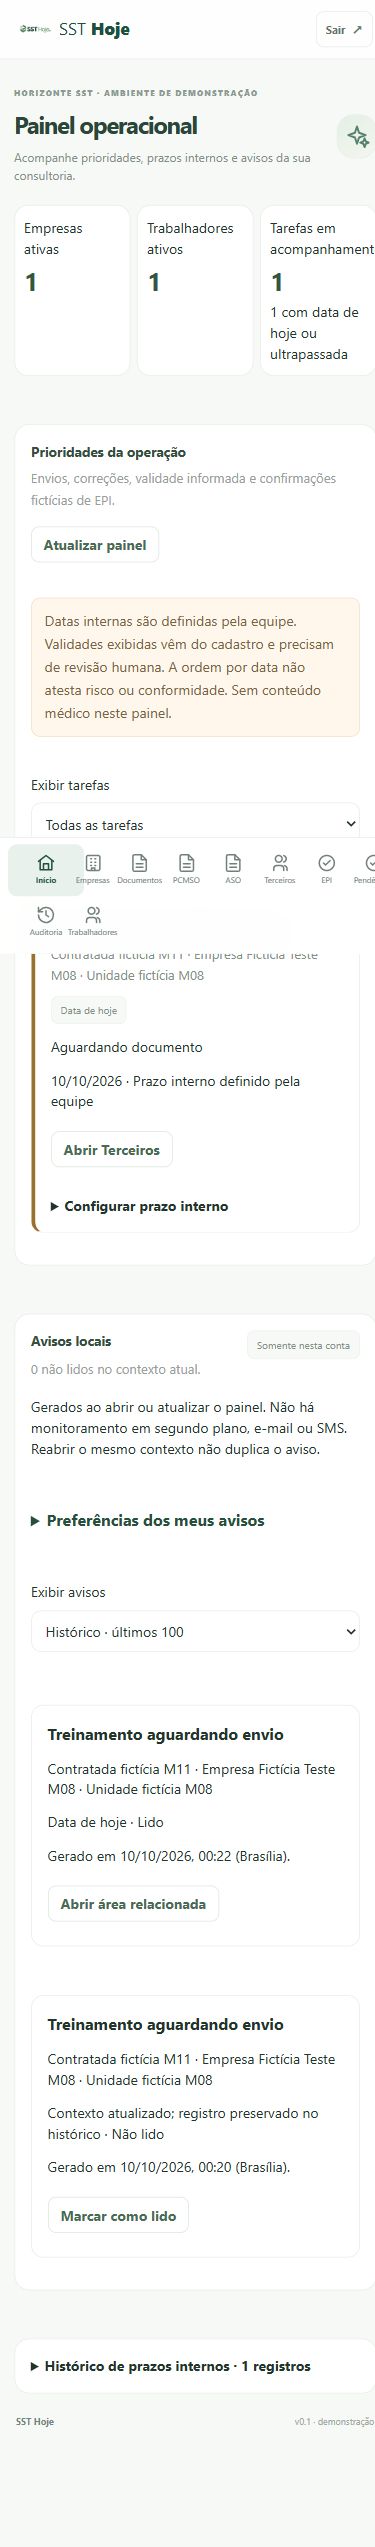 SST Hoje
SST Hoje
Sair ↗
HORIZONTE SST · AMBIENTE DE DEMONSTRAÇÃO
Painel operacional
Acompanhe prioridades, prazos internos e avisos da sua
consultoria.
Empresas
ativas
1
Trabalhadores
ativos
1
Tarefas em
acompanhament
1
1 com data de
hoje ou
ultrapassada
Prioridades da operação
Envios, correções, validade informada e confirmações
fictícias de EPI.
Atualizar painel
Datas internas são definidas pela equipe.
Validades exibidas vêm do cadastro e precisam
de revisão humana. A ordem por data não
atesta risco ou conformidade. Sem conteúdo
médico neste painel.
Exibir tarefas
Todas as tarefas
Início
Empresas
Documentos
PCMSO
ASO
Terceiros
EPI
Pendê
Auditoria
Trabalhadores
Contratada fictícia M11 · Empresa Fictícia Teste
M08 · Unidade fictícia M08
Data de hoje
Aguardando documento
10/10/2026 · Prazo interno definido pela
equipe
Abrir Terceiros
Configurar prazo interno
Avisos locais
Somente nesta conta
0 não lidos no contexto atual.
Gerados ao abrir ou atualizar o painel. Não há
monitoramento em segundo plano, e-mail ou SMS.
Reabrir o mesmo contexto não duplica o aviso.
Preferências dos meus avisos
Exibir avisos
Histórico · últimos 100
Treinamento aguardando envio
Contratada fictícia M11 · Empresa Fictícia Teste
M08 · Unidade fictícia M08
Data de hoje · Lido
Gerado em 10/10/2026, 00:22 (Brasília).
Abrir área relacionada
Treinamento aguardando envio
Contratada fictícia M11 · Empresa Fictícia Teste
M08 · Unidade fictícia M08
Contexto atualizado; registro preservado no
histórico · Não lido
Gerado em 10/10/2026, 00:20 (Brasília).
Marcar como lido
Histórico de prazos internos · 1 registros
SST Hoje
v0.1 · demonstração